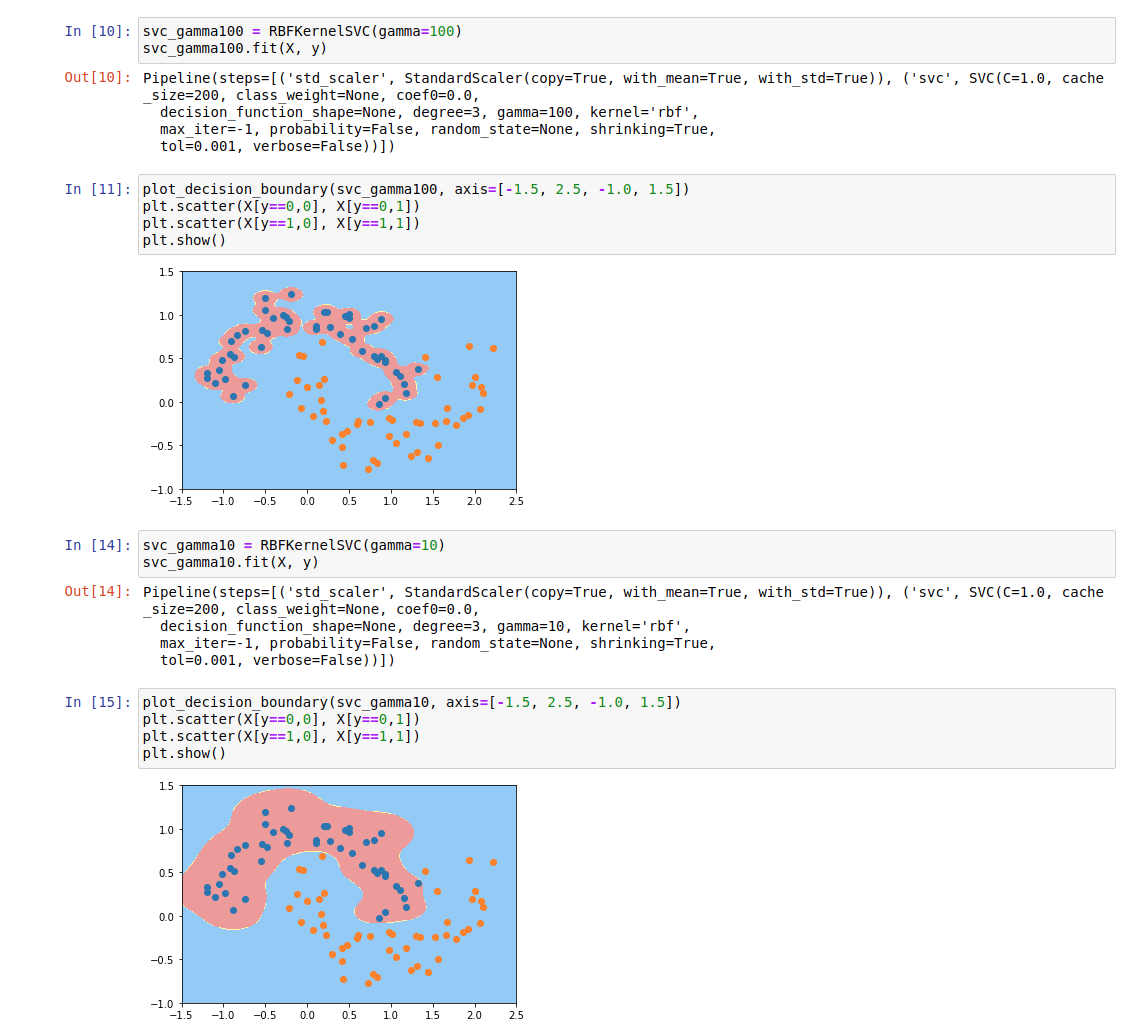 In [10]: svc_gamma100 = RBFKernelSVC(gamma=100)
svc_gamma100.fit(X, y)
Out[10]: Pipeline(steps=[('std_scaler', StandardScaler(copy=True, with_mean=True, with_std=True)), ('svc', SVC(C=1.0, cache
_size=200, class_weight=None, coef0=0.0,
decision_function_shape=None, degree=3, gamma=100, kernel='rbf',
max_iter=-1, probability=False, random_state=None, shrinking=True,
tol=0.001, verbose=False))])
In [11]: plot_decision_boundary(svc_gamma100, axis=[-1.5, 2.5, -1.0, 1.5])
plt.scatter(X[y==0,0], X[y==0,1])
plt.scatter(X[y==1,0], X[y==1,1])
plt.show()
1.5
1.0
0.5
0.0
−0.5
−1.0
−1.5 −1.0 −0.5 0.0 0.5 1.0 1.5 2.0 2.5
In [14]: svc_gamma10 = RBFKernelSVC(gamma=10)
svc_gamma10.fit(X, y)
Out[14]: Pipeline(steps=[('std_scaler', StandardScaler(copy=True, with_mean=True, with_std=True)), ('svc', SVC(C=1.0, cache
_size=200, class_weight=None, coef0=0.0,
decision_function_shape=None, degree=3, gamma=10, kernel='rbf',
max_iter=-1, probability=False, random_state=None, shrinking=True,
tol=0.001, verbose=False))])
In [15]: plot_decision_boundary(svc_gamma10, axis=[-1.5, 2.5, -1.0, 1.5])
plt.scatter(X[y==0,0], X[y==0,1])
plt.scatter(X[y==1,0], X[y==1,1])
plt.show()
1.5
1.0
0.5
0.0
−0.5
−1.0
−1.5 −1.0 −0.5 0.0 0.5 1.0 1.5 2.0 2.5